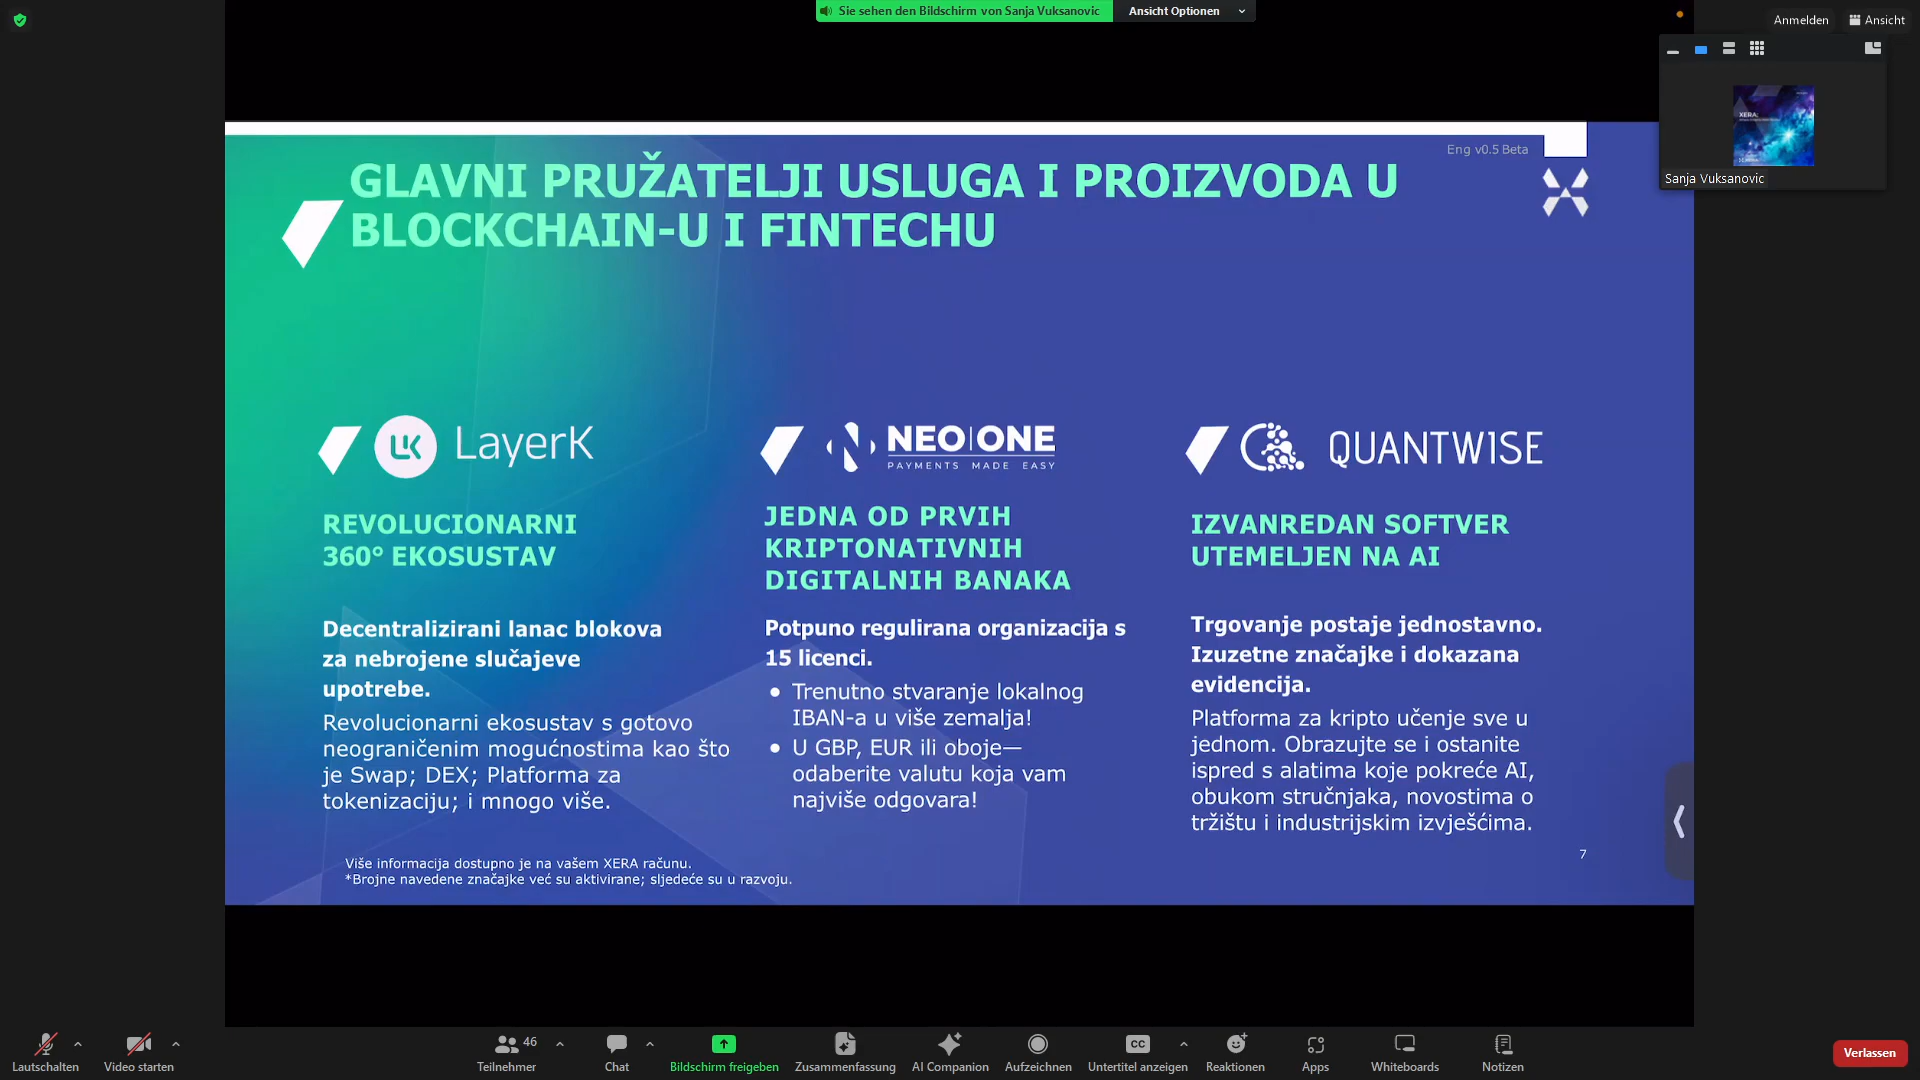 Sie sehen den Bildschirm von Sanja Vuksanovic
Ansicht Optionen
Anmelden
Ansicht
XERA:
Sanja Vuksanovic
Eng v0.5 Beta
GLAVNI PRUŽATELJI USLUGA I PROIZVODA U
BLOCKCHAIN-U I FINTECHU
LK LayerK
REVOLUCIONARNI
360° EKOSUSTAV
Decentralizirani lanac blokova
za nebrojene slučajeve
upotrebe.
Revolucionarni ekosustav s gotovo
neograničenim mogućnostima kao što
je Swap; DEX; Platforma za
tokenizaciju; i mnogo više.
NEO|ONE
PAYMENTS MADE EASY
JEDNA OD PRVIH
KRIPTONATIVNIH
DIGITALNIH BANAKA
Potpuno regulirana organizacija s
15 licenci.
● Trenutno stvaranje lokalnog
IBAN-a u više zemalja!
● U GBP, EUR ili oboje—
odaberite valutu koja vam
najviše odgovara!
QUANTWISE
IZVANREDAN SOFTVER
UTEMELJEN NA AI
Trgovanje postaje jednostavno.
Izuzetne značajke i dokazana
evidencija.
Platforma za kripto učenje sve u
jednom. Obrazujte se i ostanite
ispred s alatima koje pokreće AI,
obukom stručnjaka, novostima o
tržištu i industrijskim izvješćima.
Više informacija dostupno je na vašem XERA računu.
*Brojne navedene značajke već su aktivirane; sljedeće su u razvoju.
7
Lautschalten
Video starten
46
Teilnehmer
Chat
Bildschirm freigeben
Zusammenfassung
AI Companion
Aufzeichnen
CC
Untertitel anzeigen
Reaktionen
Apps
Whiteboards
Notizen
Verlassen